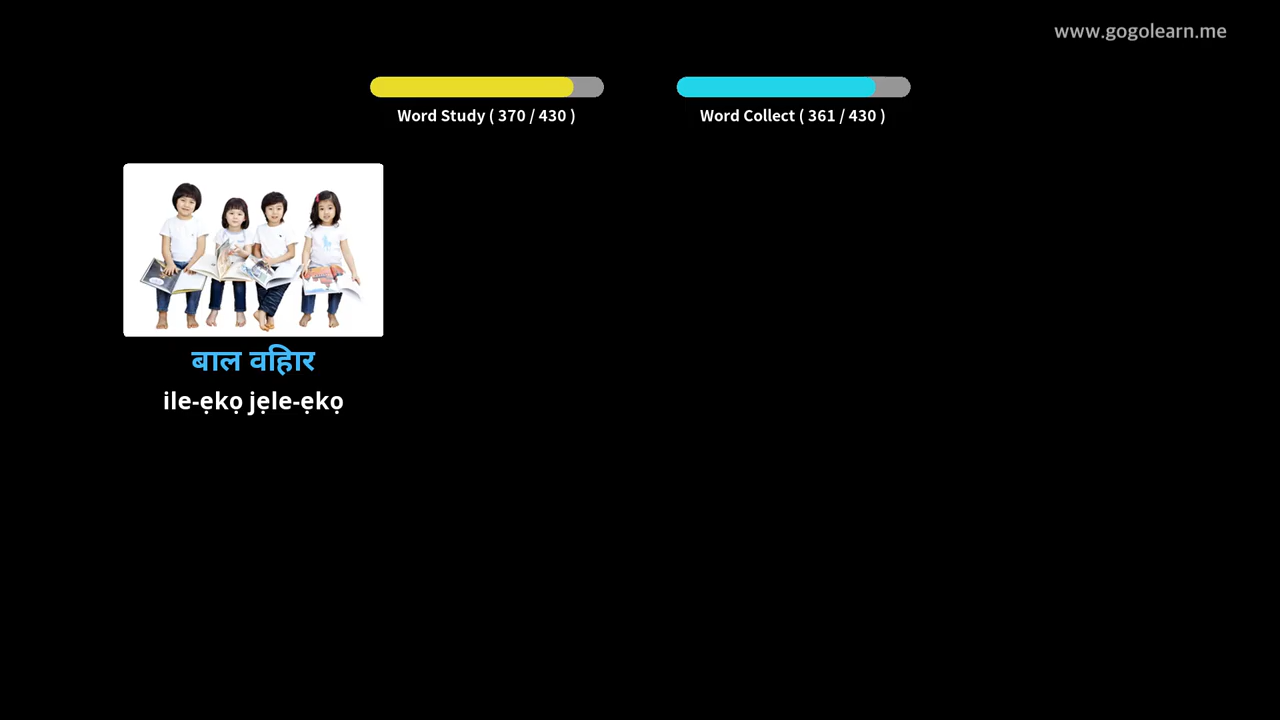 www.gogolearn.me
Word Study ( 370 / 430 )
Word Collect ( 361 / 430 )
बाल वहिार
ile-ẹkọ jẹle-ẹkọ